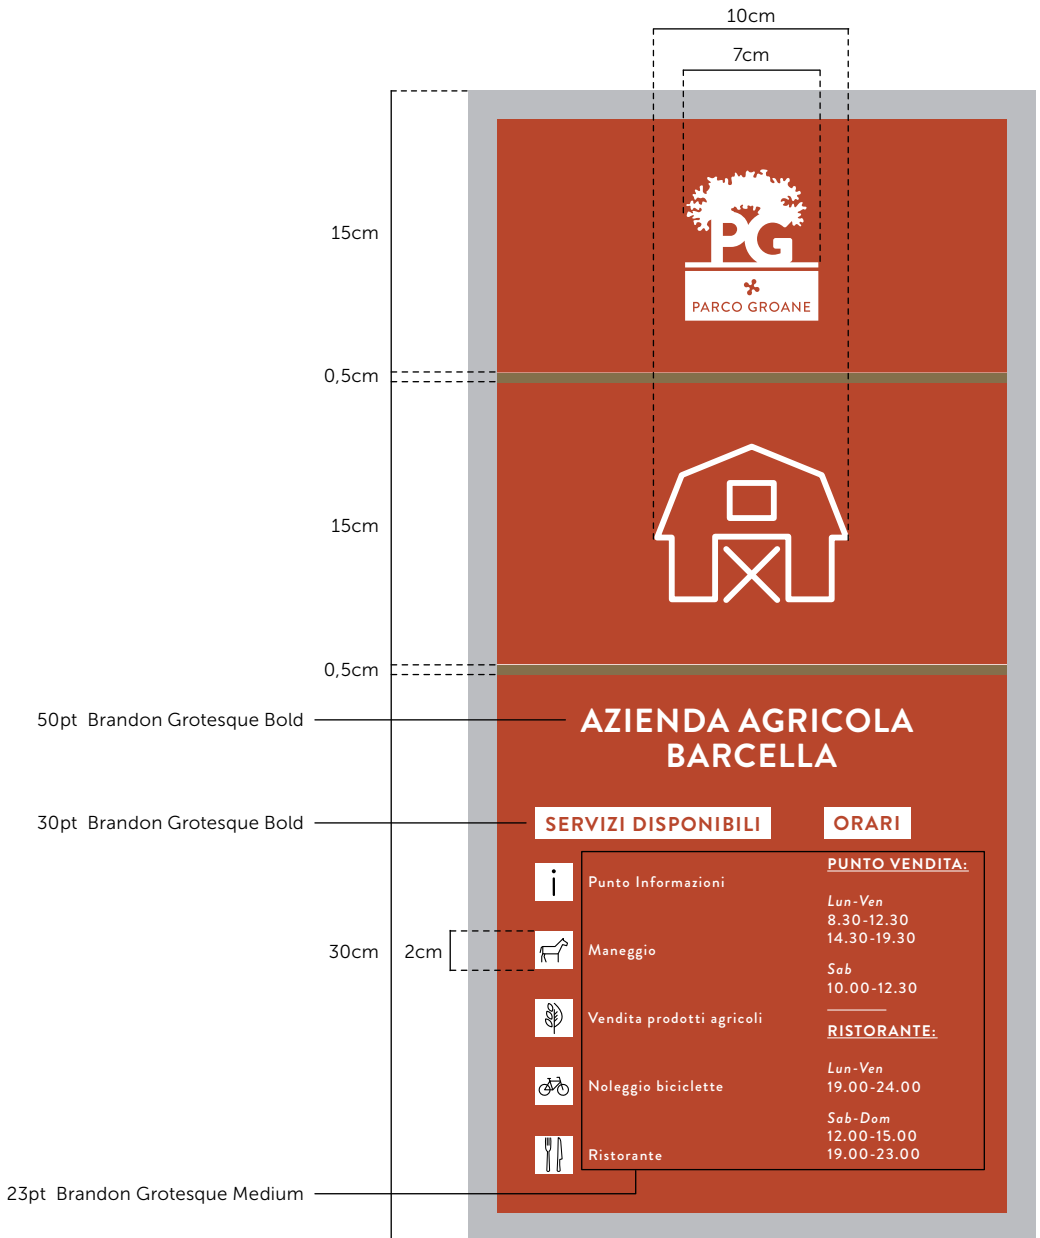 10cm
7cm
15cm
PG
PARCO GROANE
0,5cm
15cm
0,5cm
50pt Brandon Grotesque Bold
AZIENDA AGRICOLA
BARCELLA
30pt Brandon Grotesque Bold
SERVIZI DISPONIBILI
ORARI
i
Punto Informazioni
30cm
2cm
Maneggio
Vendita prodotti agricoli
Noleggio biciclette
Ristorante
PUNTO VENDITA:
Lun-Ven
8.30-12.30
14.30-19.30
Sab
10.00-12.30
RISTORANTE:
Lun-Ven
19.00-24.00
Sab-Dom
12.00-15.00
19.00-23.00
23pt Brandon Grotesque Medium